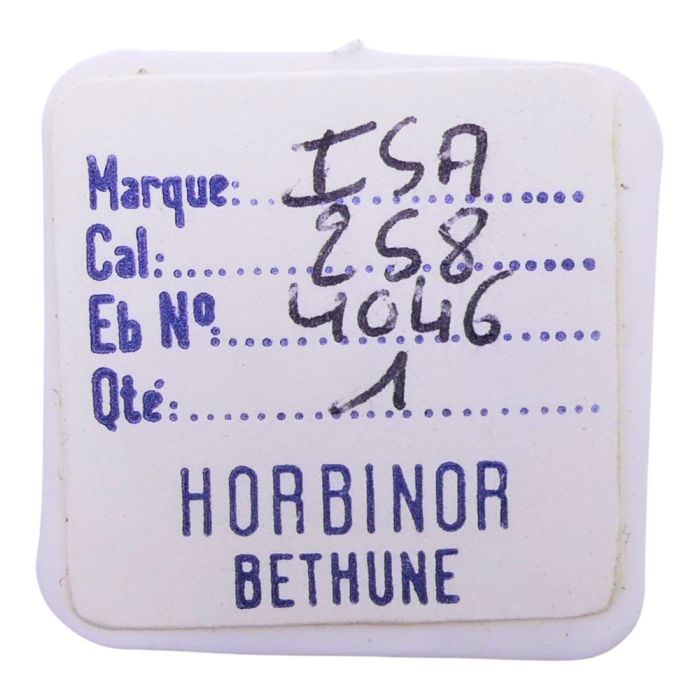 Marque: ISA
Cal: 258
Eb Nº: 4046
Qté: 1
HORBINOR
BETHUNE